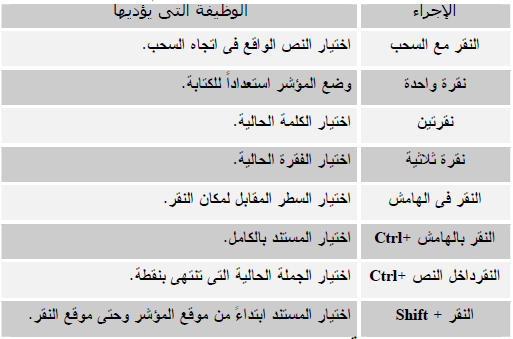 الإجراء الوظيفة التى يؤديها
النقر مع السحب اختيار النص الواقع فى اتجاه السحب.
نقرة واحدة وضع المؤشر استعداداً للكتابة.
نقرتين اختيار الكلمة الحالية.
نقرة ثلاثية اختيار الفقرة الحالية.
النقر فى الهامش اختيار السطر المقابل لمكان النقر.
النقر بالهامش +Ctrl اختيار المستند بالكامل.
النقرداخل النص +Ctrl اختيار الجملة الحالية التى تنتهى بنقطة.
النقر + Shift اختيار المستند ابتداءً من موقع المؤشر وحتى موقع النقر.